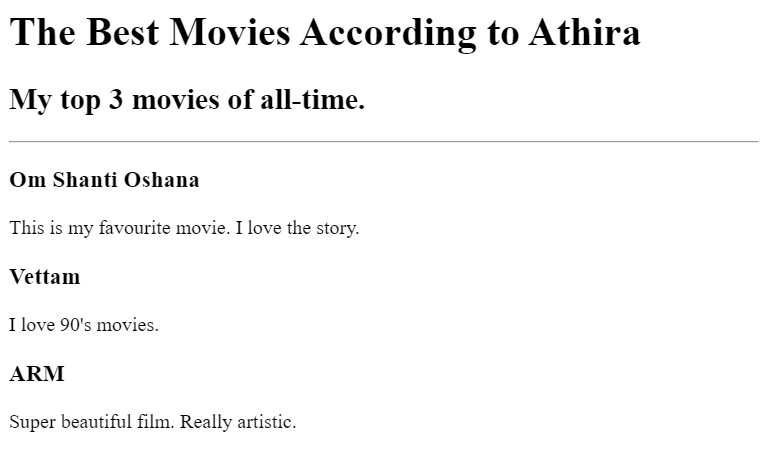 The Best Movies According to Athira
My top 3 movies of all-time.
Om Shanti Oshana
This is my favourite movie. I love the story.
Vettam
I love 90's movies.
ARM
Super beautiful film. Really artistic.